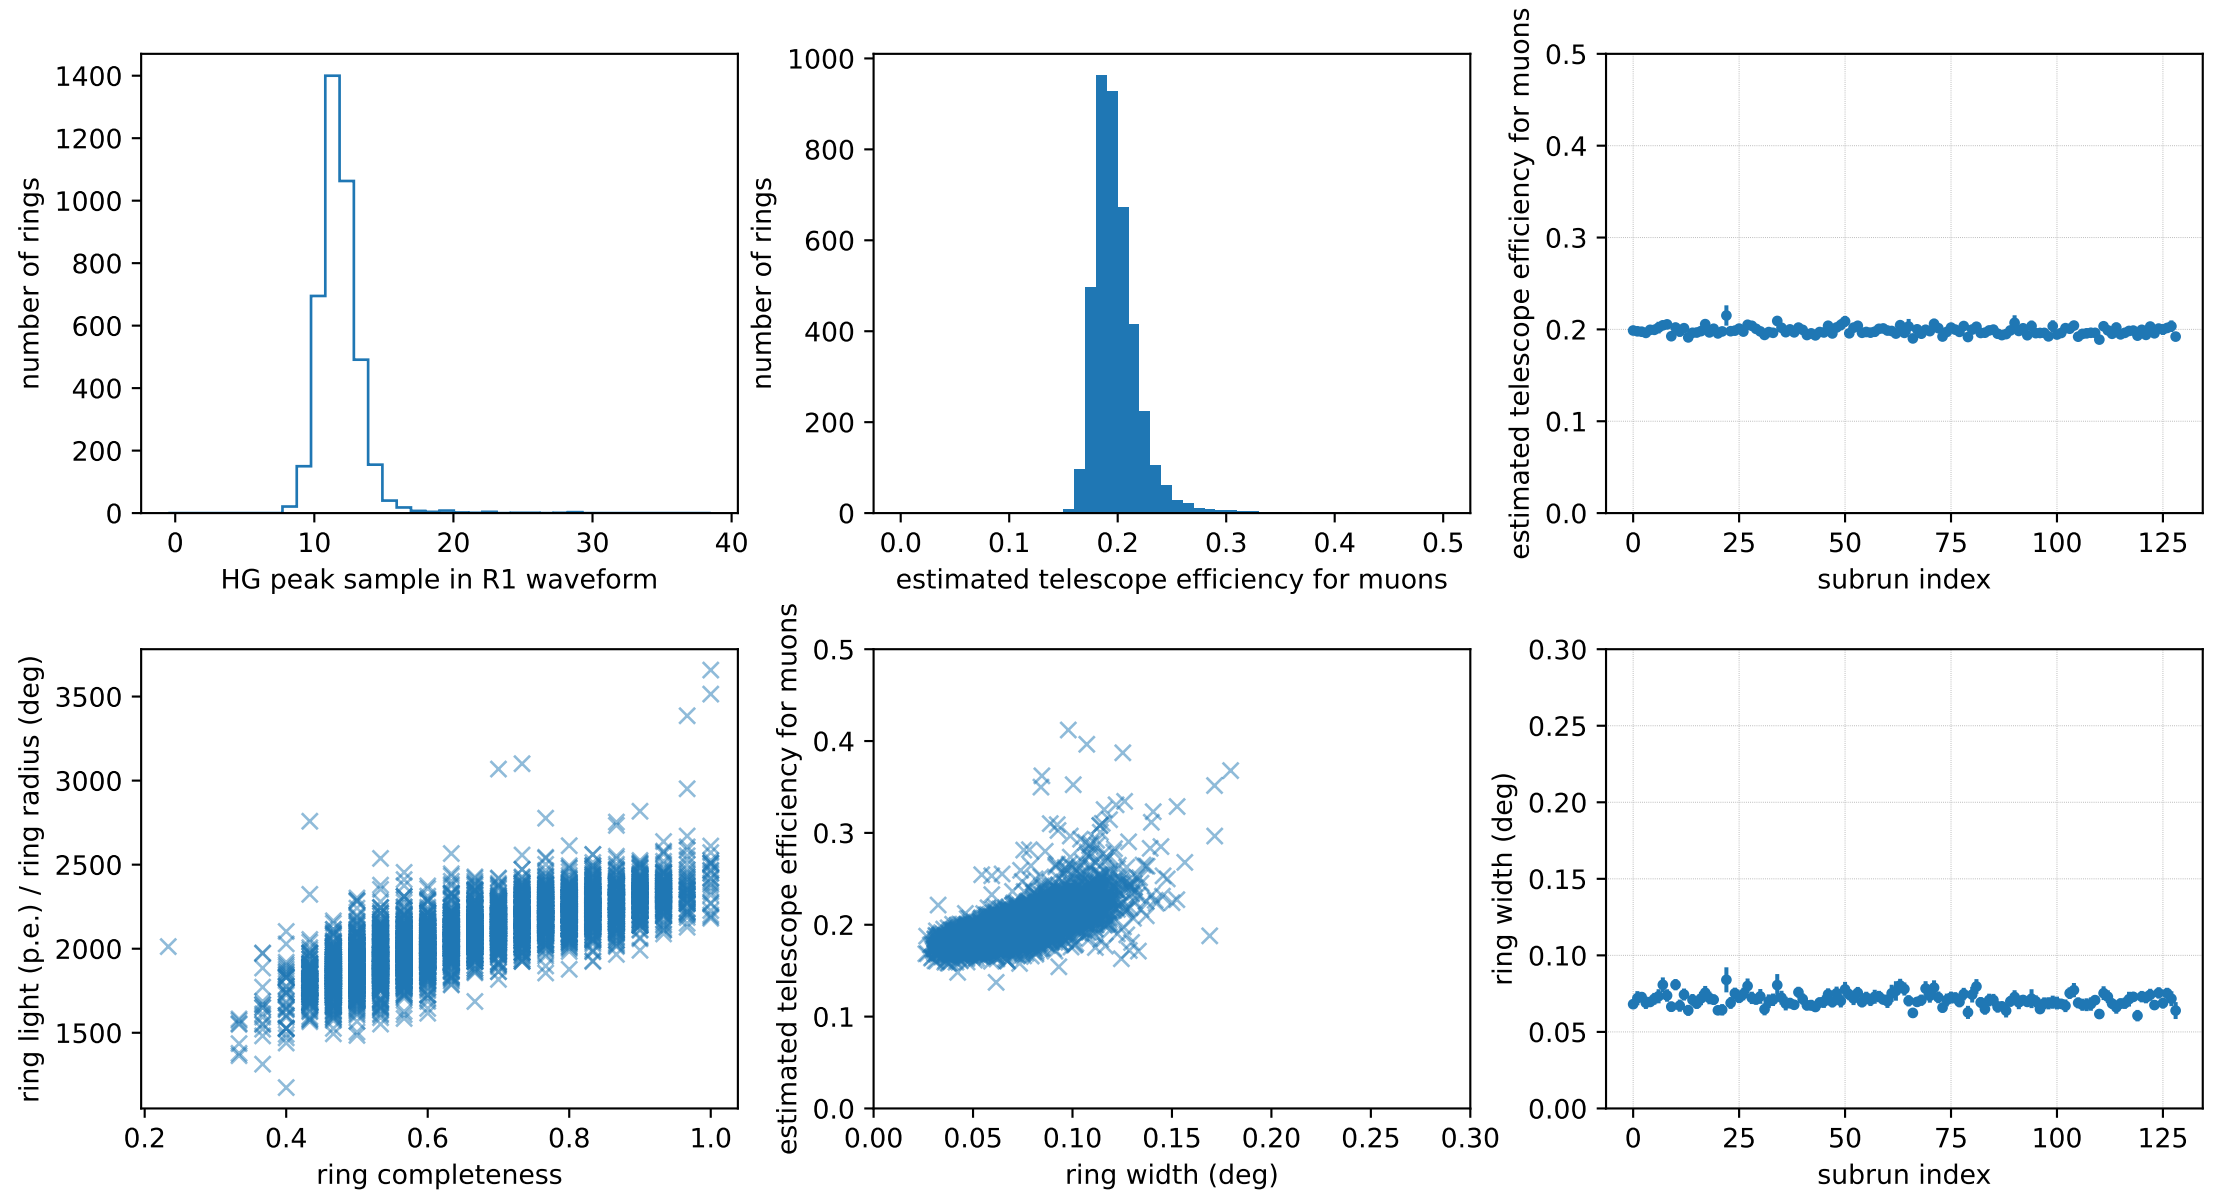 number of rings
1400
1200
1000
800
600
400
200
0
0 10 20 30 40
HG peak sample in R1 waveform
number of rings
1000
800
600
400
200
0
0.0 0.1 0.2 0.3 0.4 0.5
estimated telescope efficiency for muons
estimated telescope efficiency for muons
0.5
0.4
0.3
0.2
0.1
0.0
0 25 50 75 100 125
subrun index
ring light (p.e.) / ring radius (deg)
3500
3000
2500
2000
1500
0.2 0.4 0.6 0.8 1.0
ring completeness
estimated telescope efficiency for muons
0.5
0.4
0.3
0.2
0.1
0.0
0.00 0.05 0.10 0.15 0.20 0.25 0.30
ring width (deg)
ring width (deg)
0.30
0.25
0.20
0.15
0.10
0.05
0.00
0 25 50 75 100 125
subrun index